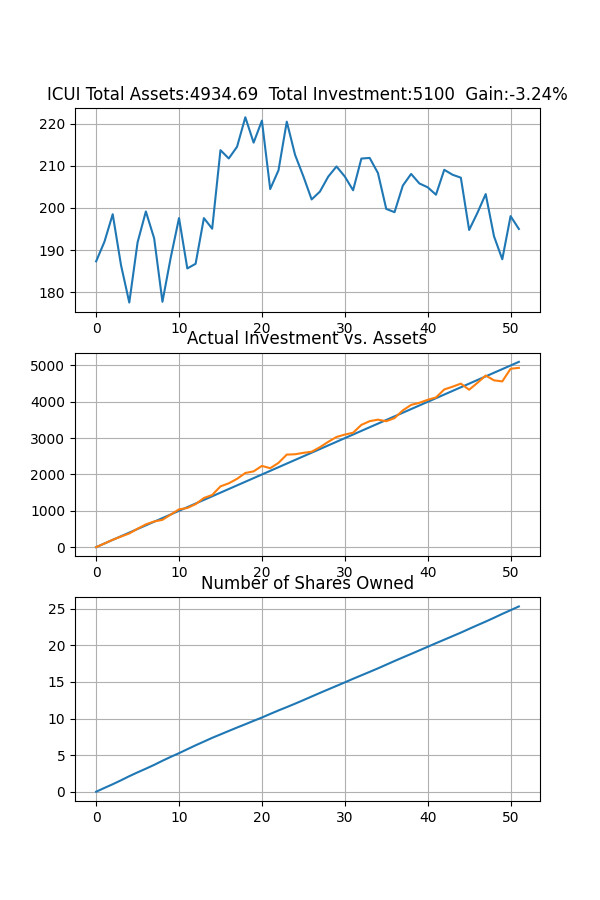 ICUI Total Assets:4934.69  Total Investment:5100  Gain:-3.24%
220
210
200
190
180
0 10 20 30 40 50
Actual Investment vs. Assets
5000
4000
3000
2000
1000
0
0 10 20 30 40 50
Number of Shares Owned
25
20
15
10
5
0
0 10 20 30 40 50